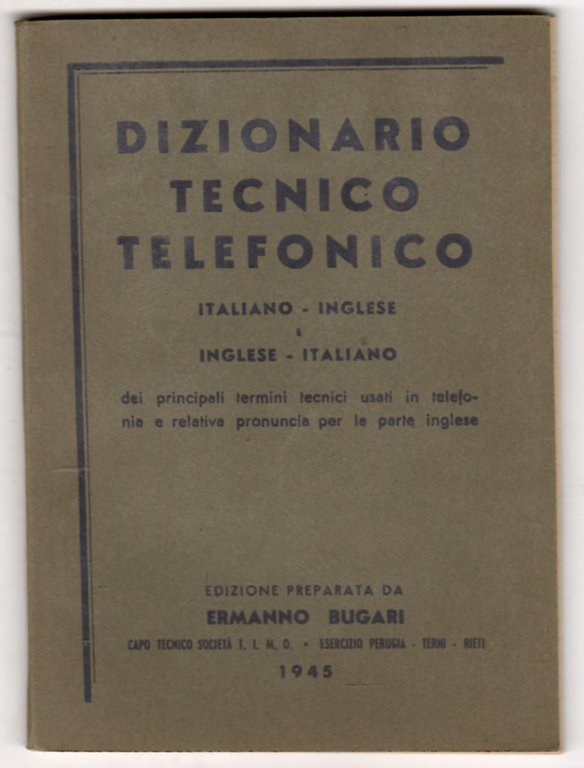 DIZIONARIO
TECNICO
TELEFONICO
ITALIANO - INGLESE
E
INGLESE - ITALIANO
dei principali termini tecnici usati in telefo-
nia e relativa pronuncia per la parte inglese
EDIZIONE PREPARATA DA
ERMANNO BUGARI
CAPO TECNICO SOCIETÀ T. I. M. O. • ESERCIZIO PERUGIA - TERNI - RIETI
1945